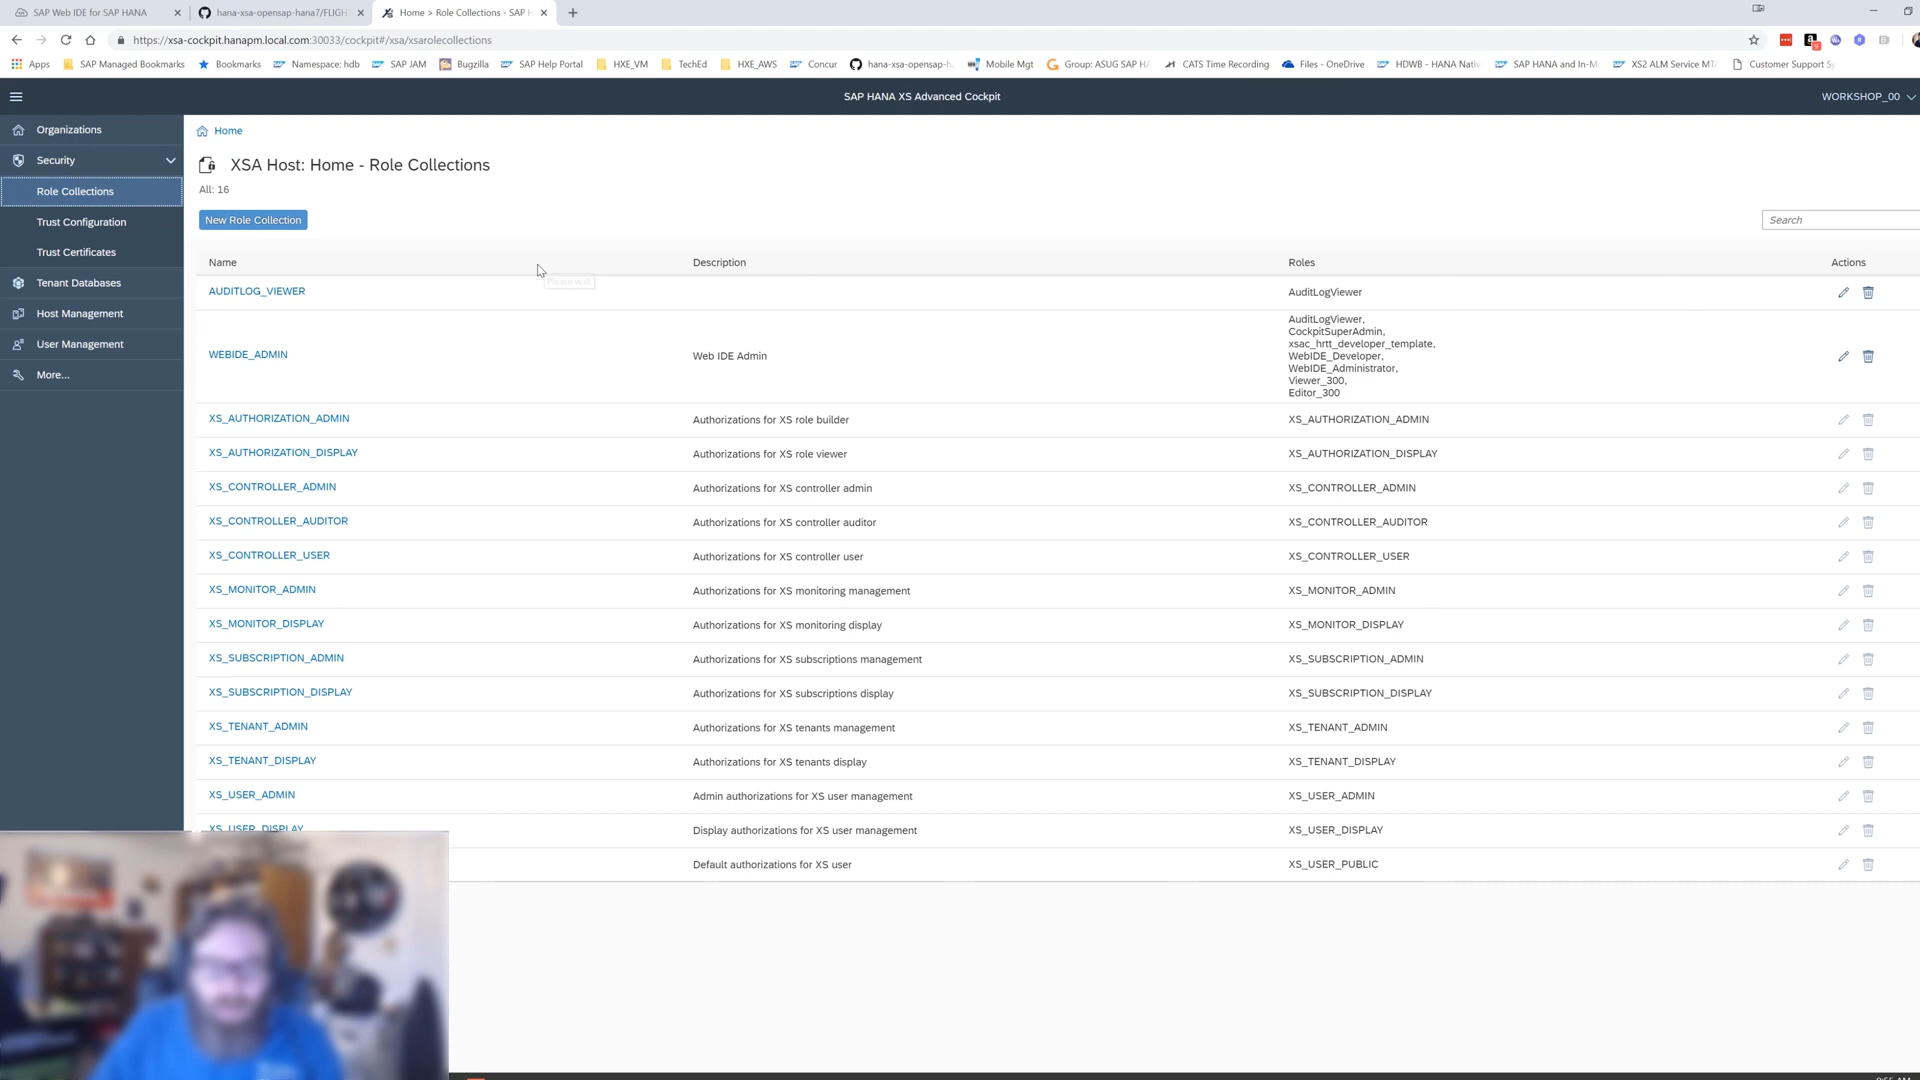 SAP Web IDE for SAP HANA
hana-xsa-opensap-hana7/FLIGH
Home > Role Collections - SAP H
https://xsa-cockpit.hanapm.local.com:30033/cockpit#/xsa/xsarolecollections
Apps
SAP Managed Bookmarks
Bookmarks
Namespace: hdb
SAP JAM
Bugzilla
SAP Help Portal
HXE_VM
TechEd
HXE_AWS
Concur
hana-xsa-opensap-h
Mobile Mgt
Group: ASUG SAP HA
CATS Time Recording
Files - OneDrive
HDWB - HANA Nativ
SAP HANA and In-M
XS2 ALM Service MT
Customer Support Sy
SAP HANA XS Advanced Cockpit
WORKSHOP_00
Organizations
Security
Role Collections
Trust Configuration
Trust Certificates
Tenant Databases
Host Management
User Management
More...
Home
XSA Host: Home - Role Collections
All: 16
New Role Collection
Search
Name Description Roles Actions
Please wait
AUDITLOG_VIEWER AuditLogViewer
WEBIDE_ADMIN Web IDE Admin AuditLogViewer,
CockpitSuperAdmin,
xsac_hrtt_developer_template,
WebIDE_Developer,
WebIDE_Administrator,
Viewer_300,
Editor_300
XS_AUTHORIZATION_ADMIN Authorizations for XS role builder XS_AUTHORIZATION_ADMIN
XS_AUTHORIZATION_DISPLAY Authorizations for XS role viewer XS_AUTHORIZATION_DISPLAY
XS_CONTROLLER_ADMIN Authorizations for XS controller admin XS_CONTROLLER_ADMIN
XS_CONTROLLER_AUDITOR Authorizations for XS controller auditor XS_CONTROLLER_AUDITOR
XS_CONTROLLER_USER Authorizations for XS controller user XS_CONTROLLER_USER
XS_MONITOR_ADMIN Authorizations for XS monitoring management XS_MONITOR_ADMIN
XS_MONITOR_DISPLAY Authorizations for XS monitoring display XS_MONITOR_DISPLAY
XS_SUBSCRIPTION_ADMIN Authorizations for XS subscriptions management XS_SUBSCRIPTION_ADMIN
XS_SUBSCRIPTION_DISPLAY Authorizations for XS subscriptions display XS_SUBSCRIPTION_DISPLAY
XS_TENANT_ADMIN Authorizations for XS tenants management XS_TENANT_ADMIN
XS_TENANT_DISPLAY Authorizations for XS tenants display XS_TENANT_DISPLAY
XS_USER_ADMIN Admin authorizations for XS user management XS_USER_ADMIN
XS_USER_DISPLAY Display authorizations for XS user management XS_USER_DISPLAY
Default authorizations for XS user XS_USER_PUBLIC